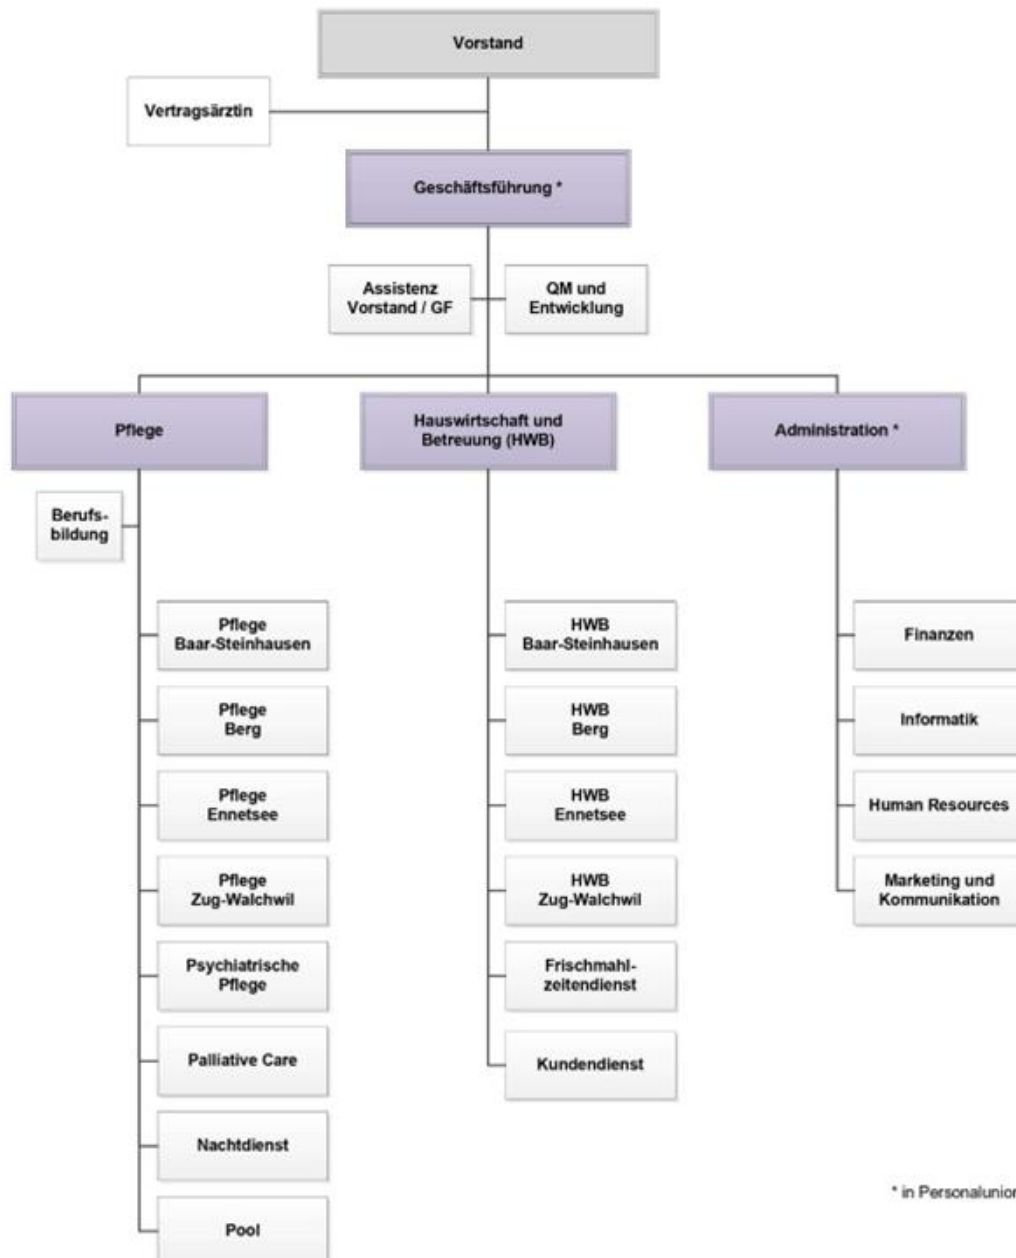 Vorstand
Vertragsärztin
Geschäftsführung *
Assistenz
Vorstand / GF
QM und
Entwicklung
Pflege
Hauswirtschaft und
Betreuung (HWB)
Administration *
Berufs-
bildung
Pflege
Baar-Steinhausen
Pflege
Berg
Pflege
Ennetsee
Pflege
Zug-Walchwil
Psychiatrische
Pflege
Palliative Care
Nachtdienst
Pool
HWB
Baar-Steinhausen
HWB
Berg
HWB
Ennetsee
HWB
Zug-Walchwil
Frischmahl-
zeitendienst
Kundendienst
Finanzen
Informatik
Human Resources
Marketing und
Kommunikation
* in Personalunion